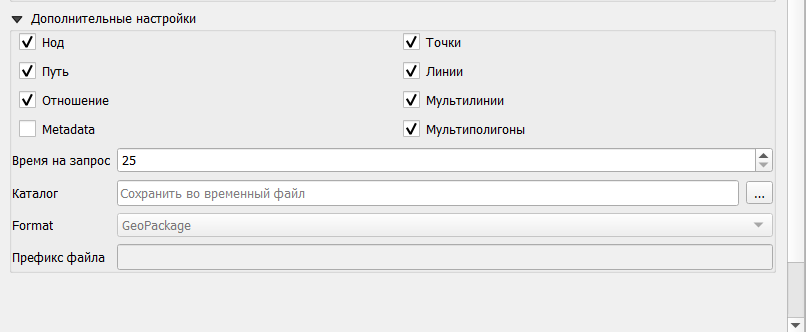 Дополнительные настройки
Нод
Точки
Путь
Линии
Отношение
Мультилинии
Metadata
Мультиполигоны
Время на запрос 25
Каталог Сохранить во временный файл ...
Format GeoPackage
Префикс файла